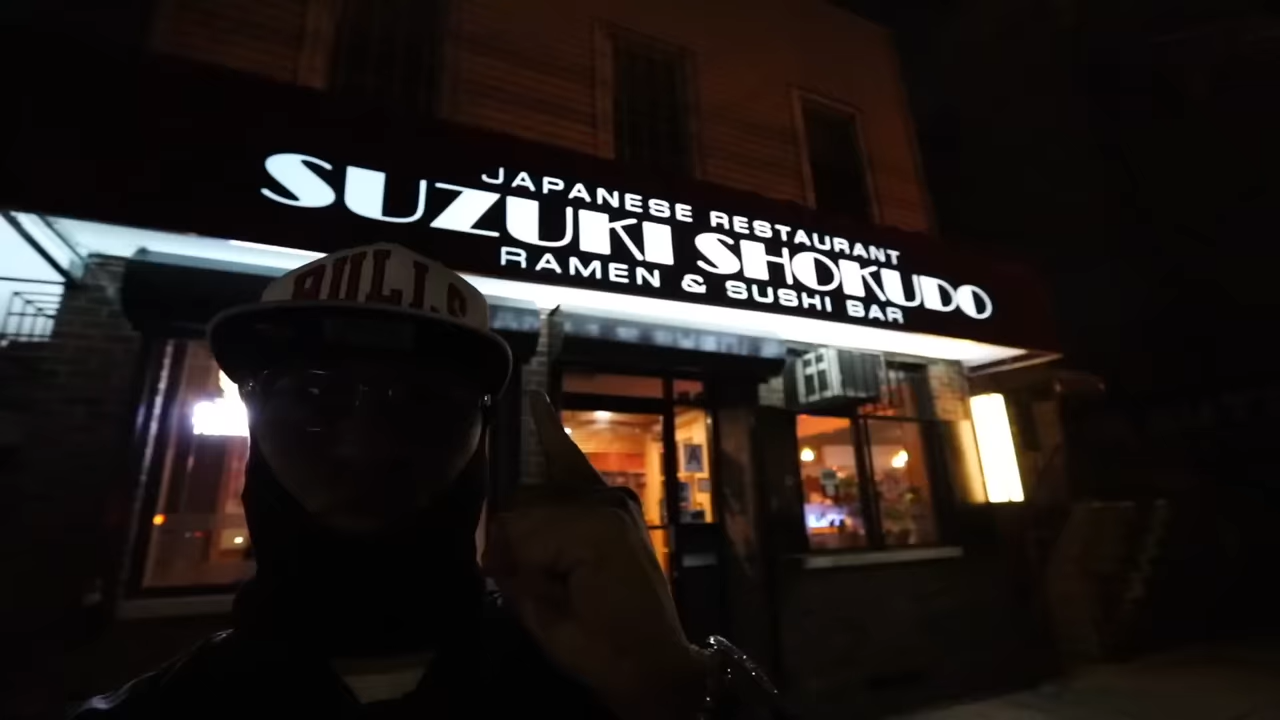 JAPANESE RESTAURANT
SUZUKI SHOKUDO
RAMEN & SUSHI BAR
BULLS
A